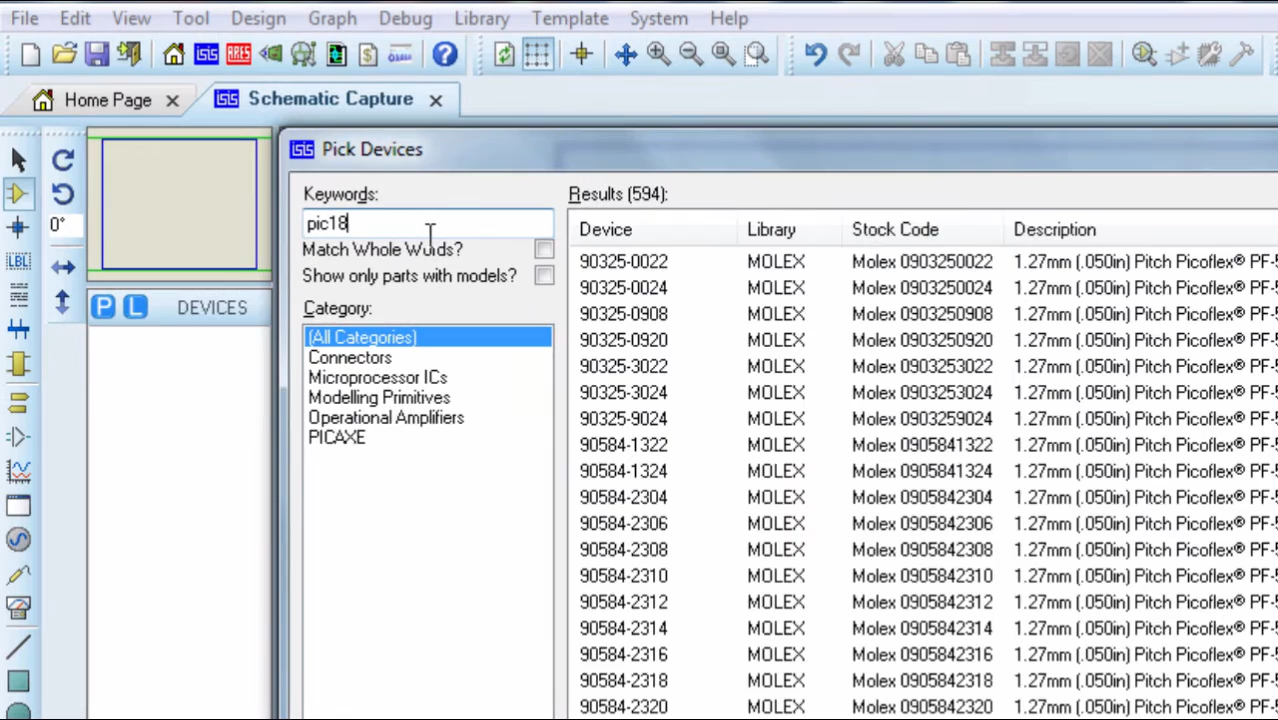 File Edit View Tool Design Graph Debug Library Template System Help
isis ARES $ ?
Home Page isis Schematic Capture
isis Pick Devices
Keywords: Results (594):
pic18 Device Library Stock Code Description
0°
Match Whole Words?
LBL
Show only parts with models?
P L DEVICES
Category:
(All Categories)
Connectors
Microprocessor ICs
Modelling Primitives
Operational Amplifiers
PICAXE
90325-0022 MOLEX Molex 0903250022 1.27mm (.050in) Pitch Picoflex® PF-5
90325-0024 MOLEX Molex 0903250024 1.27mm (.050in) Pitch Picoflex® PF-5
90325-0908 MOLEX Molex 0903250908 1.27mm (.050in) Pitch Picoflex® PF-5
90325-0920 MOLEX Molex 0903250920 1.27mm (.050in) Pitch Picoflex® PF-5
90325-3022 MOLEX Molex 0903253022 1.27mm (.050in) Pitch Picoflex® PF-5
90325-3024 MOLEX Molex 0903253024 1.27mm (.050in) Pitch Picoflex® PF-5
90325-9024 MOLEX Molex 0903259024 1.27mm (.050in) Pitch Picoflex® PF-5
90584-1322 MOLEX Molex 0905841322 1.27mm (.050in) Pitch Picoflex® PF-5
90584-1324 MOLEX Molex 0905841324 1.27mm (.050in) Pitch Picoflex® PF-5
90584-2304 MOLEX Molex 0905842304 1.27mm (.050in) Pitch Picoflex® PF-5
90584-2306 MOLEX Molex 0905842306 1.27mm (.050in) Pitch Picoflex® PF-5
90584-2308 MOLEX Molex 0905842308 1.27mm (.050in) Pitch Picoflex® PF-5
90584-2310 MOLEX Molex 0905842310 1.27mm (.050in) Pitch Picoflex® PF-5
90584-2312 MOLEX Molex 0905842312 1.27mm (.050in) Pitch Picoflex® PF-5
90584-2314 MOLEX Molex 0905842314 1.27mm (.050in) Pitch Picoflex® PF-5
90584-2316 MOLEX Molex 0905842316 1.27mm (.050in) Pitch Picoflex® PF-5
90584-2318 MOLEX Molex 0905842318 1.27mm (.050in) Pitch Picoflex® PF-5
90584-2320 MOLEX Molex 0905842320 1.27mm (.050in) Pitch Picoflex® PF-5